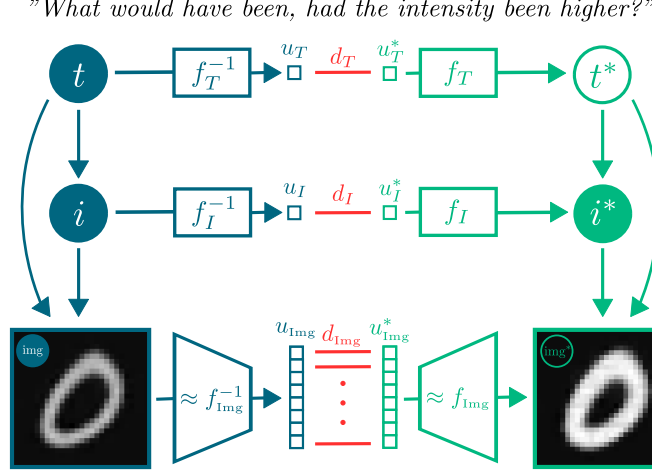 "What would have been, had the intensity been higher?"
t f_T^{-1} u_T d_T u_T^* f_T t*
i f_I^{-1} u_I d_I u_I^* f_I i*
u_Img d_Img u_Img^*
img ≈ f_Img^{-1} ≈ f_Img img